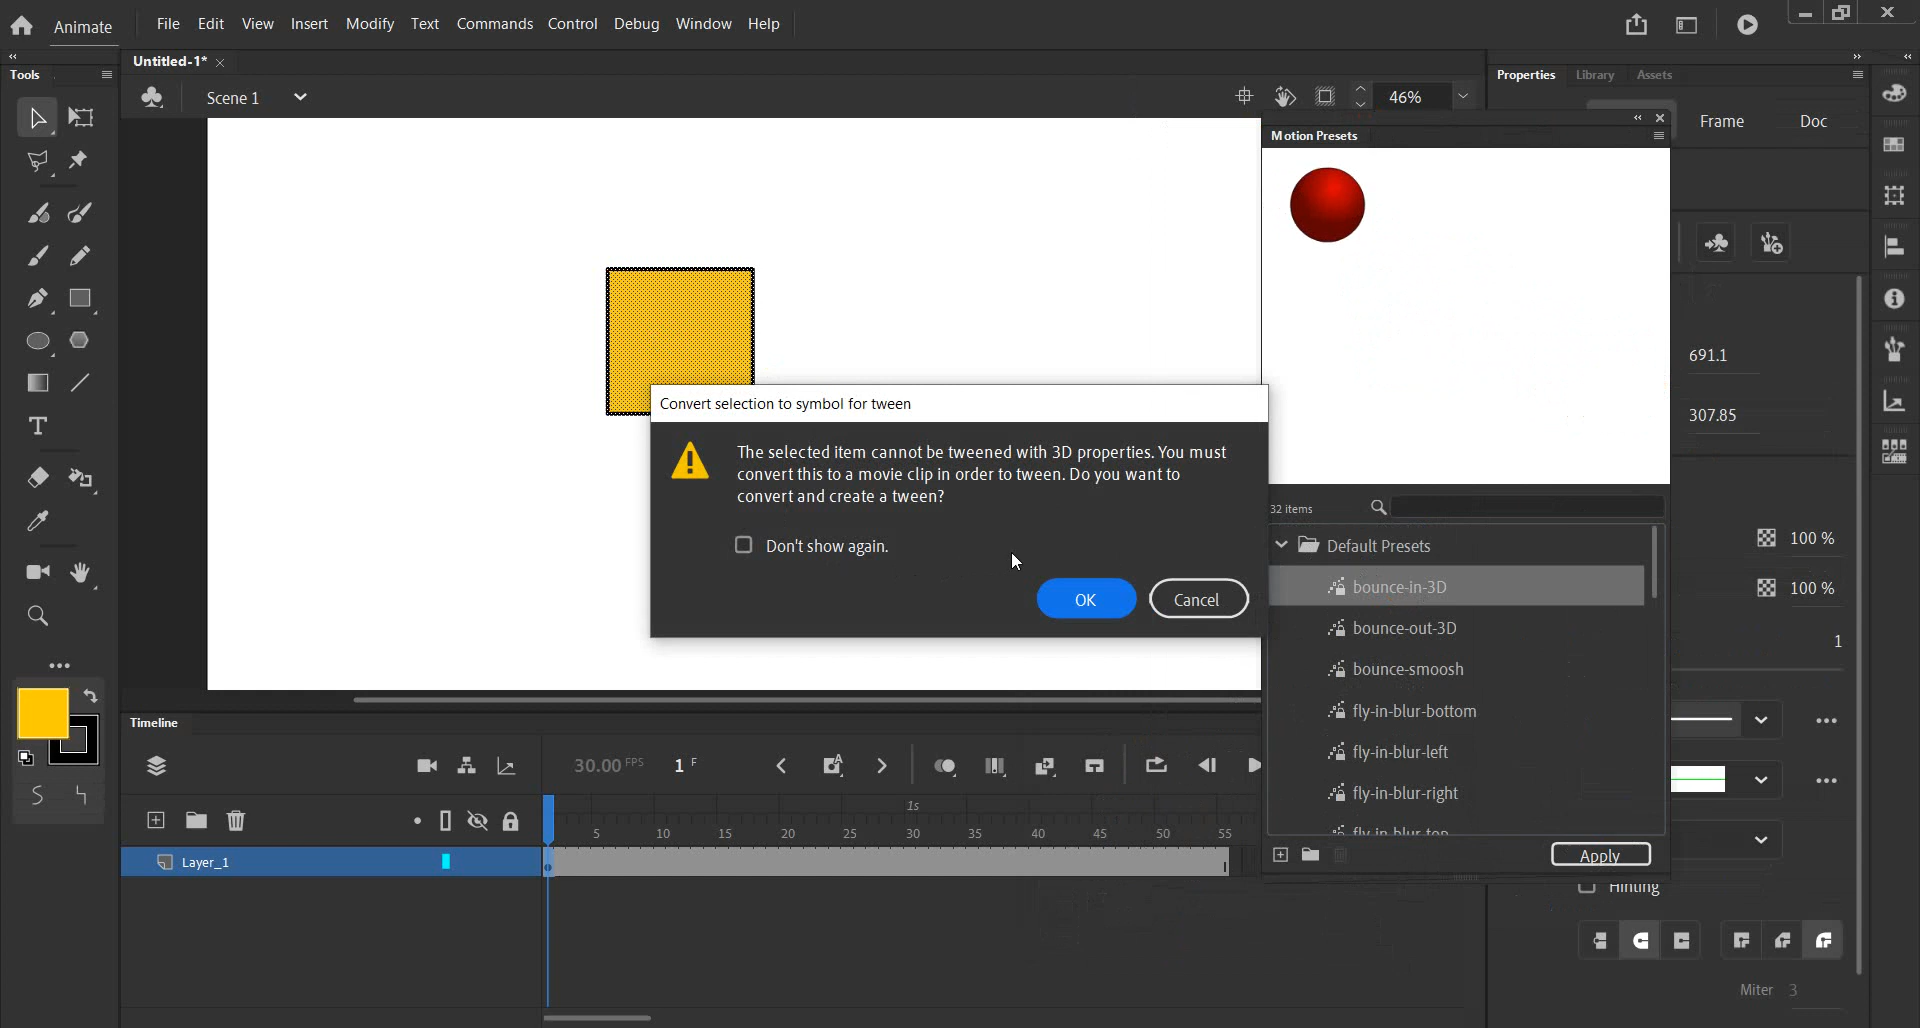 Animate File Edit View Insert Modify Text Commands Control Debug Window Help
Untitled-1*
Tools
Scene 1
46%
Properties Library Assets
Frame Doc
Motion Presets
691.1
307.85
Convert selection to symbol for tween
The selected item cannot be tweened with 3D properties. You must
convert this to a movie clip in order to tween. Do you want to
convert and create a tween?
Don't show again.
OK Cancel
32 items
Default Presets
bounce-in-3D
bounce-out-3D
bounce-smoosh
fly-in-blur-bottom
fly-in-blur-left
fly-in-blur-right
fly-in-blur-top
Apply
100 %
100 %
1
Hinting
Miter 3
Timeline
30.00 FPS 1 F
1s
5 10 15 20 25 30 35 40 45 50 55
Layer_1